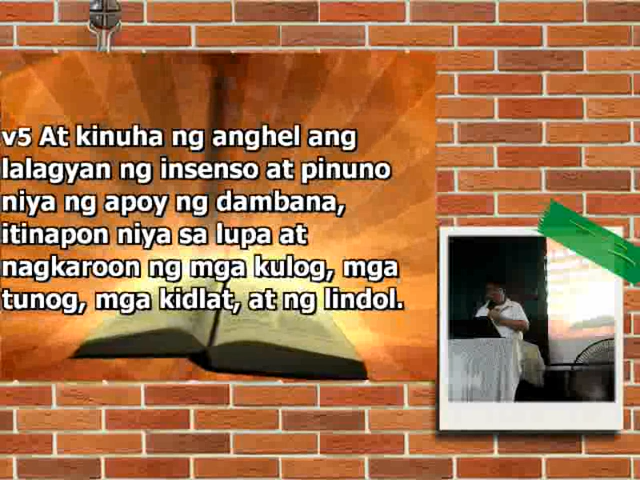 v5 At kinuha ng anghel ang
lalagyan ng insenso at pinuno
niya ng apoy ng dambana,
itinapon niya sa lupa at
nagkaroon ng mga kulog, mga
tunog, mga kidlat, at ng lindol.